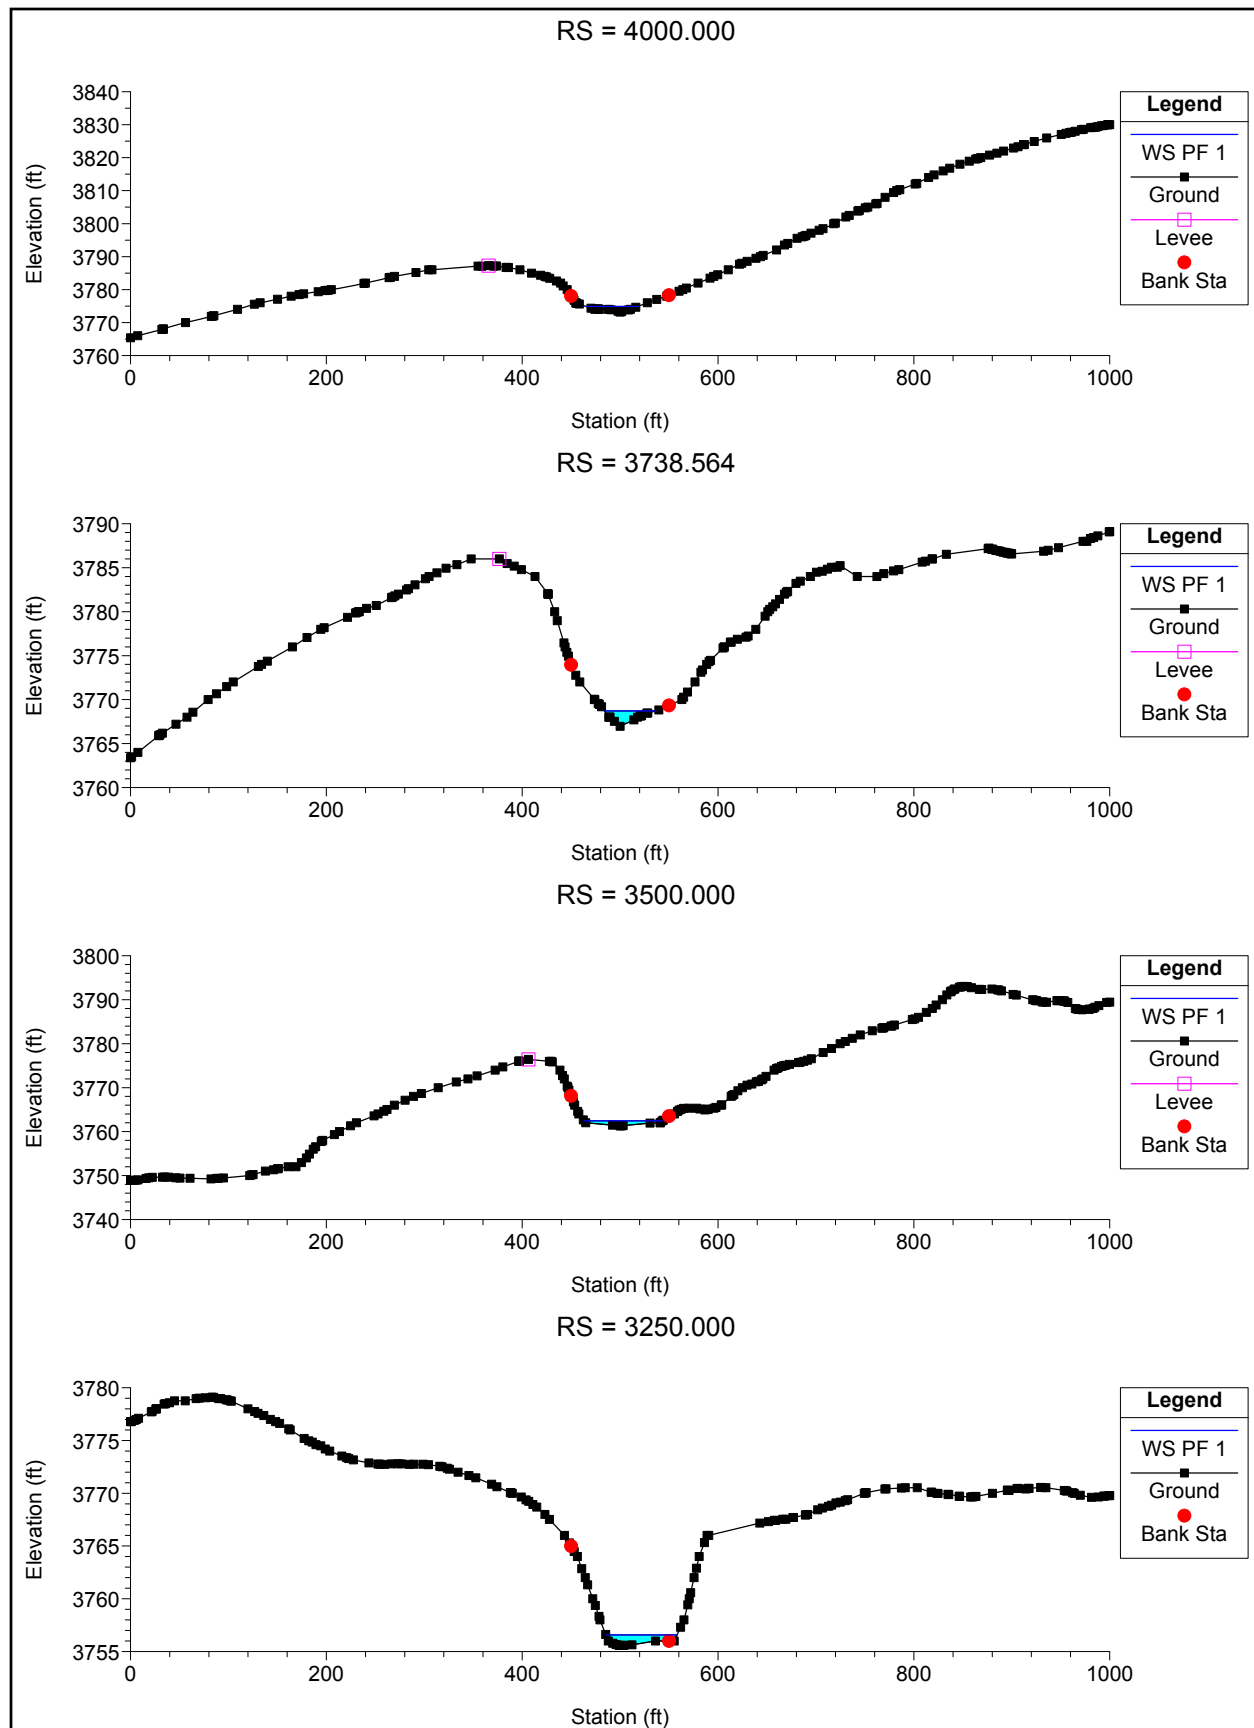 RS = 4000.000
3840
3830
3820
3810
3800
3790
3780
3770
3760
Elevation (ft)
0 200 400 600 800 1000
Station (ft)
Legend
WS PF 1
Ground
Levee
Bank Sta
RS = 3738.564
3790
3785
3780
3775
3770
3765
3760
Elevation (ft)
0 200 400 600 800 1000
Station (ft)
Legend
WS PF 1
Ground
Levee
Bank Sta
RS = 3500.000
3800
3790
3780
3770
3760
3750
3740
Elevation (ft)
0 200 400 600 800 1000
Station (ft)
Legend
WS PF 1
Ground
Levee
Bank Sta
RS = 3250.000
3780
3775
3770
3765
3760
3755
Elevation (ft)
0 200 400 600 800 1000
Station (ft)
Legend
WS PF 1
Ground
Bank Sta